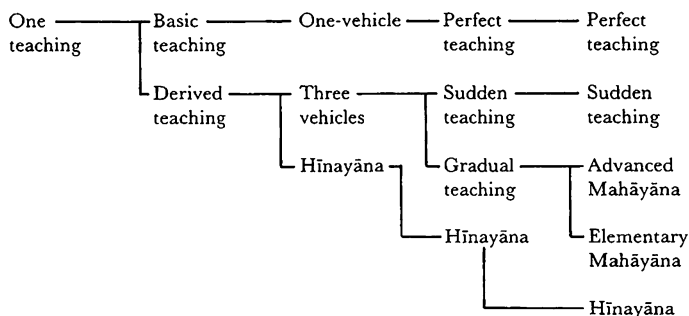 One Basic One-vehicle Perfect Perfect
teaching teaching teaching teaching
Derived Three Sudden Sudden
teaching vehicles teaching teaching
Hīnayāna Gradual Advanced
teaching Mahāyāna
Hīnayāna Elementary
Mahāyāna
Hīnayāna